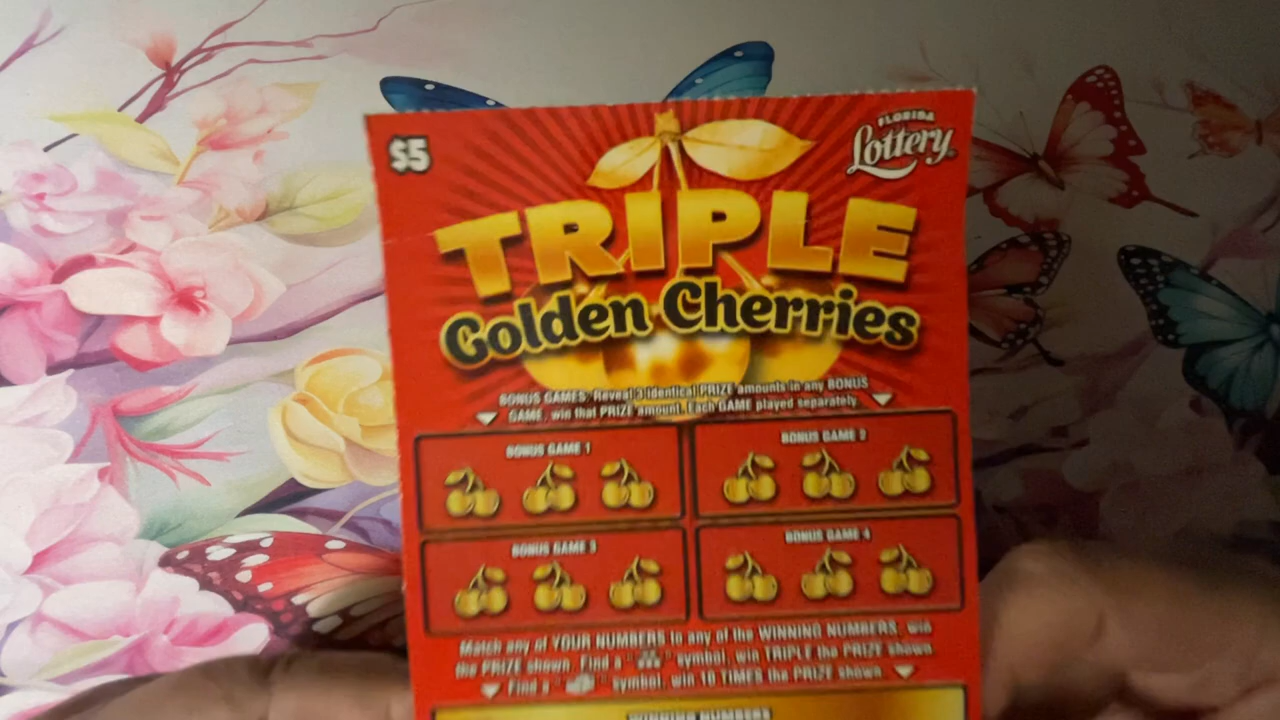 $5
FLORIDA
Lottery
TRIPLE
Golden Cherries
BONUS GAMES: Reveal 3 identical PRIZE amounts in any BONUS
GAME, win that PRIZE amount. Each GAME played separately.
BONUS GAME 1
BONUS GAME 2
BONUS GAME 3
BONUS GAME 4
Match any of YOUR NUMBERS to any of the WINNING NUMBERS, win
the PRIZE shown. Find a " " symbol, win TRIPLE the PRIZE shown.
Find a " " symbol, win 10 TIMES the PRIZE shown.
WINNING NUMBERS